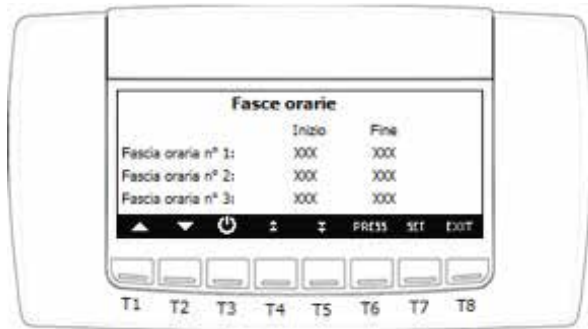 Fasce orarie
Inizio Fine
Fascia oraria n° 1: XXX XXX
Fascia oraria n° 2: XXX XXX
Fascia oraria n° 3: XXX XXX
PRESS SET EXIT
T1 T2 T3 T4 T5 T6 T7 T8